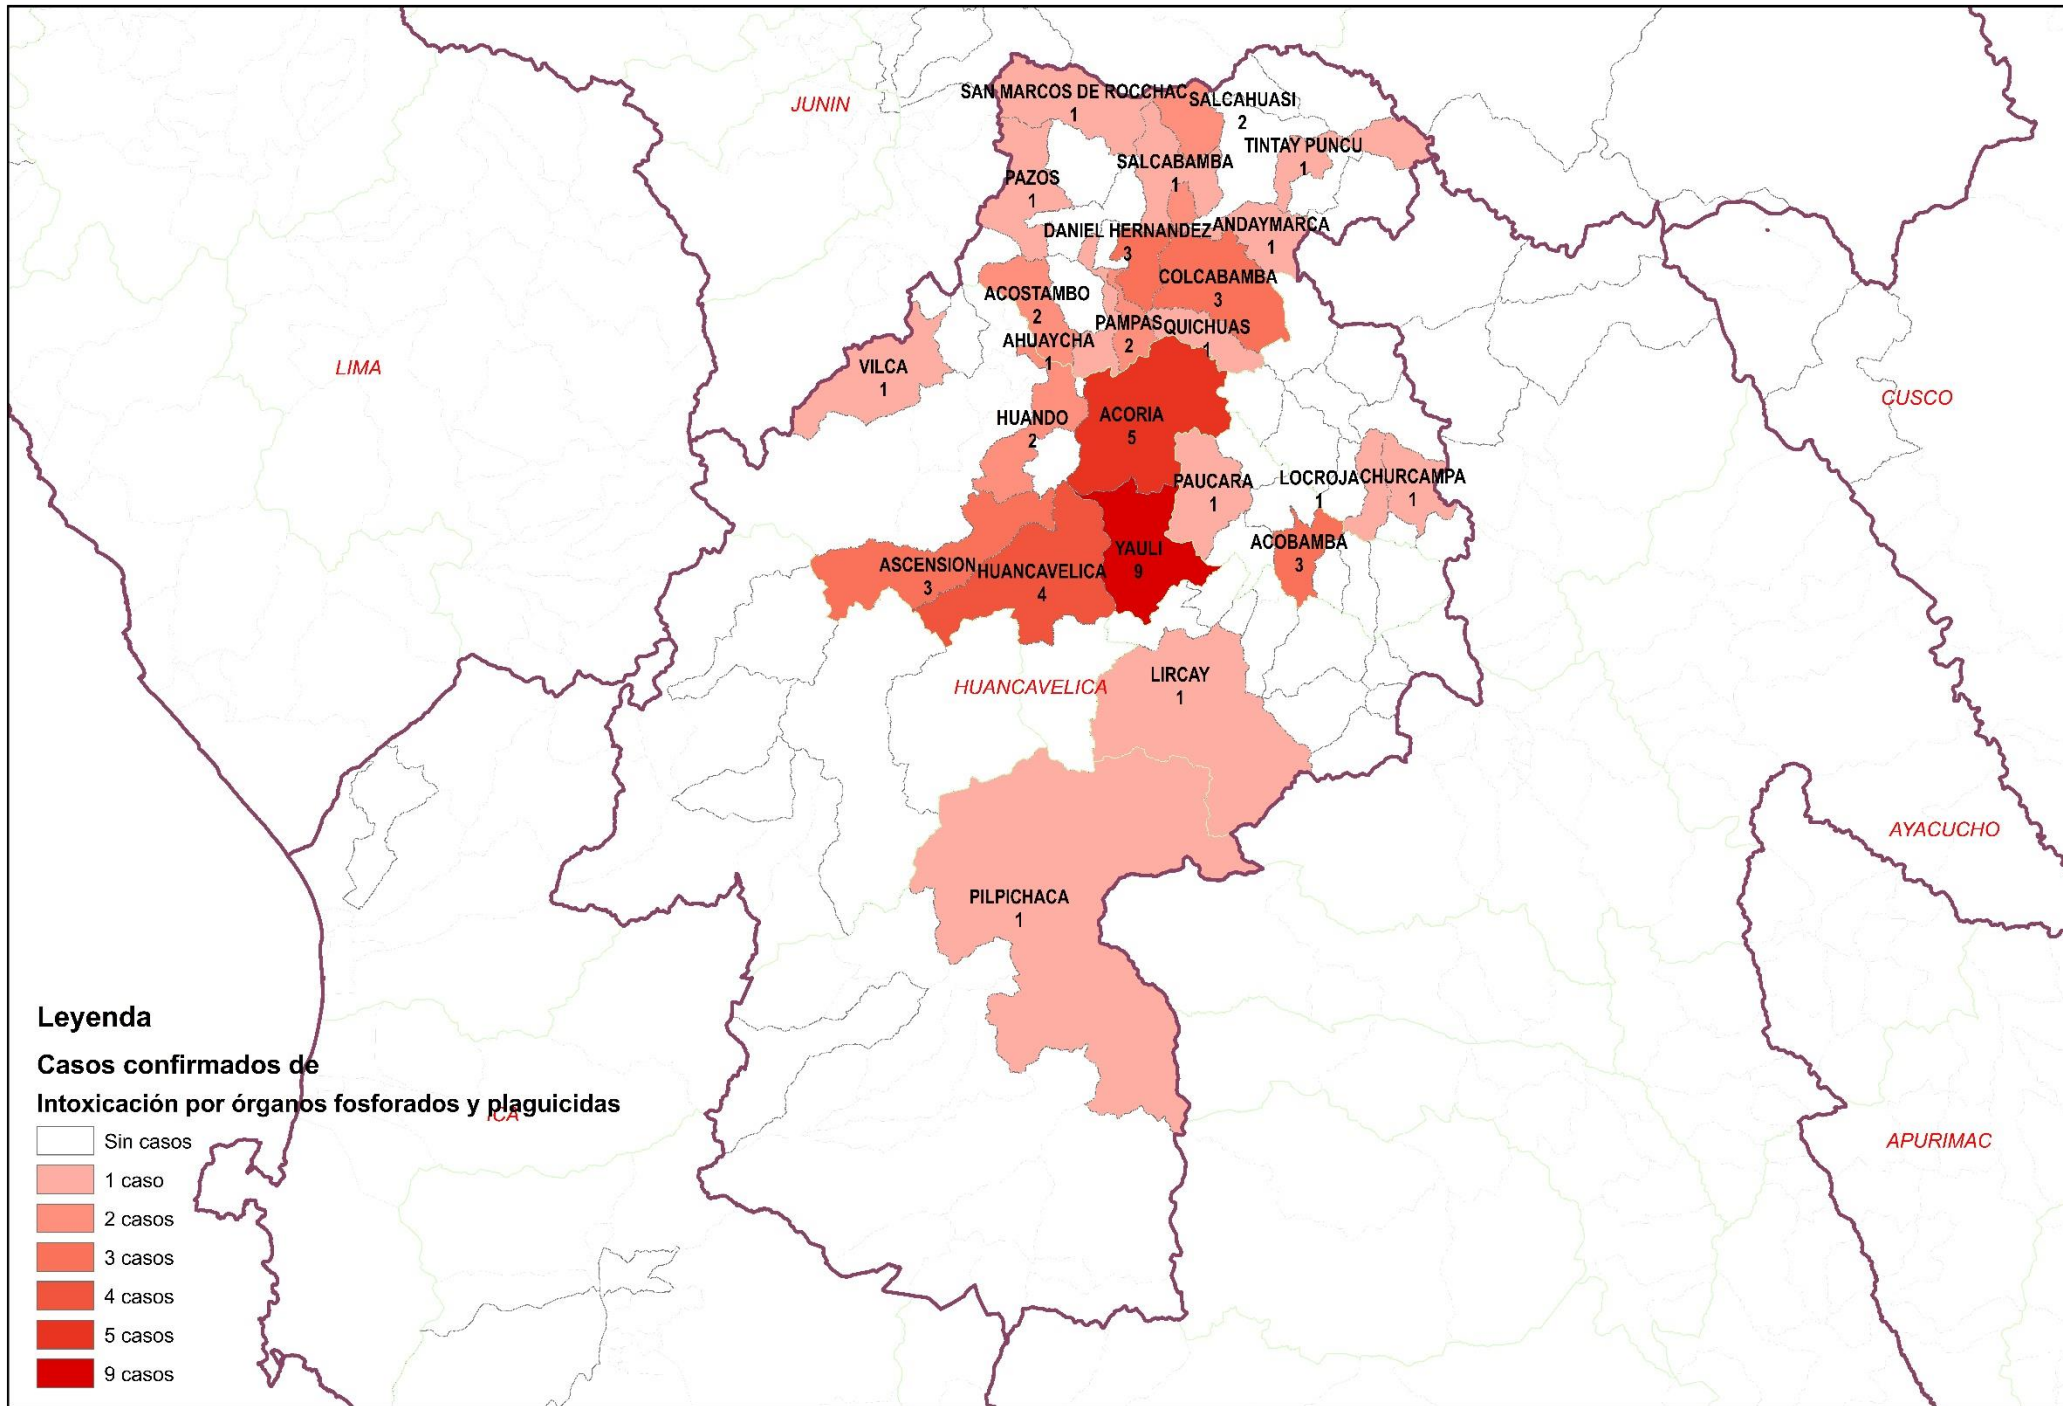 JUNIN
SAN MARCOS DE ROCCHAC
1
SALCAHUASI
2
TINTAY PUNCU
1
SALCABAMBA
1
PAZOS
1
DANIEL HERNANDEZ
3
ANDAYMARCA
1
COLCABAMBA
3
ACOSTAMBO
2
PAMPAS
2
QUICHUAS
1
AHUAYCHA
1
VILCA
1
LIMA
CUSCO
HUANDO
2
ACORIA
5
PAUCARA
1
LOCROJA
1
CHURCAMPA
1
ACOBAMBA
3
YAULI
9
ASCENSION
3
HUANCAVELICA
4
HUANCAVELICA
LIRCAY
1
AYACUCHO
PILPICHACA
1
APURIMAC
Leyenda
Casos confirmados de
Intoxicación por órganos fosforados y plaguicidas
ICA
Sin casos
1 caso
2 casos
3 casos
4 casos
5 casos
9 casos